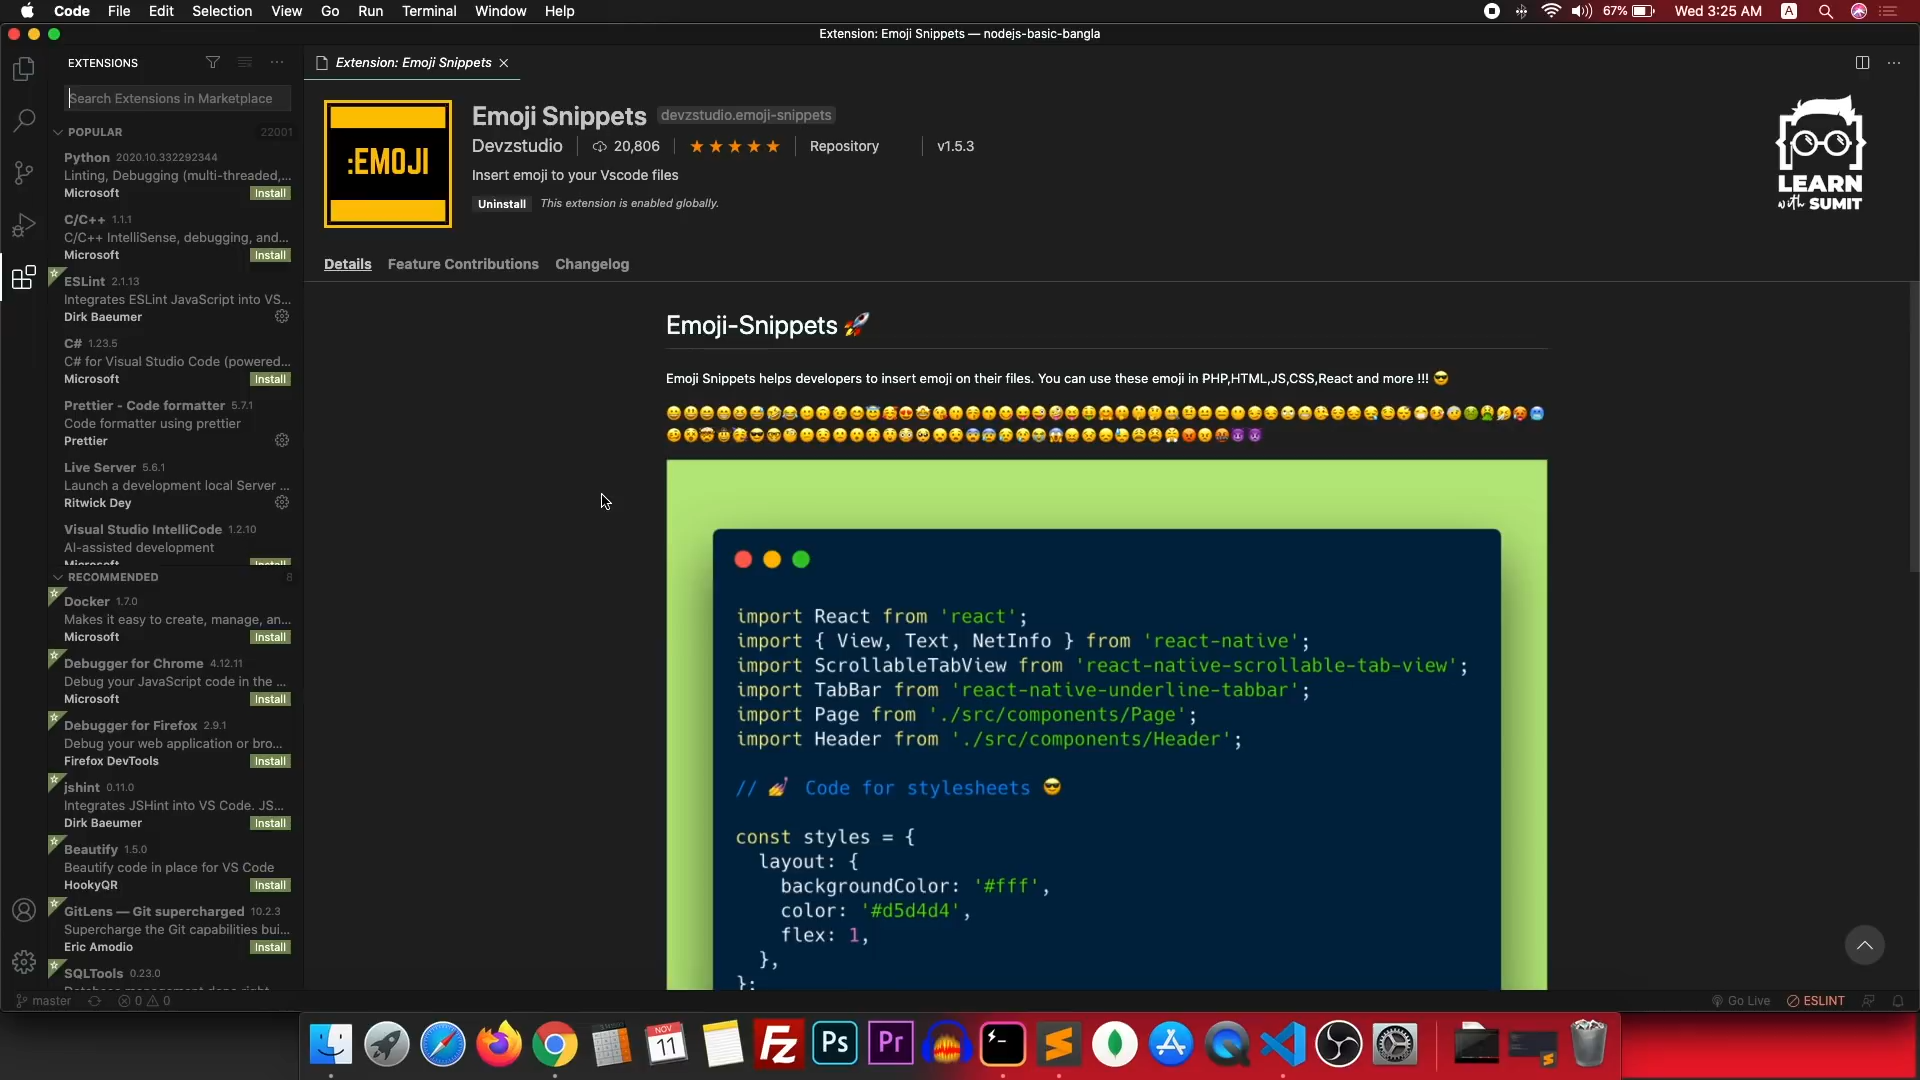 Code File Edit Selection View Go Run Terminal Window Help 67% Wed 3:25 AM A
Extension: Emoji Snippets — nodejs-basic-bangla
EXTENSIONS
Search Extensions in Marketplace
POPULAR 22001
Python 2020.10.332292344
Linting, Debugging (multi-threaded,...
Microsoft Install
C/C++ 1.1.1
C/C++ IntelliSense, debugging, and...
Microsoft Install
ESLint 2.1.13
Integrates ESLint JavaScript into VS...
Dirk Baeumer
C# 1.23.5
C# for Visual Studio Code (powered...
Microsoft Install
Prettier - Code formatter 5.7.1
Code formatter using prettier
Prettier
Live Server 5.6.1
Launch a development local Server ...
Ritwick Dey
Visual Studio IntelliCode 1.2.10
AI-assisted development
Microsoft Install
RECOMMENDED 8
Docker 1.7.0
Makes it easy to create, manage, an...
Microsoft Install
Debugger for Chrome 4.12.11
Debug your JavaScript code in the ...
Microsoft Install
Debugger for Firefox 2.9.1
Debug your web application or bro...
Firefox DevTools Install
jshint 0.11.0
Integrates JSHint into VS Code. JS...
Dirk Baeumer Install
Beautify 1.5.0
Beautify code in place for VS Code
HookyQR Install
GitLens — Git supercharged 10.2.3
Supercharge the Git capabilities bui...
Eric Amodio Install
SQLTools 0.23.0
Extension: Emoji Snippets
:EMOJI
Emoji Snippets devzstudio.emoji-snippets
Devzstudio 20,806 ★★★★★ Repository v1.5.3
Insert emoji to your Vscode files
Uninstall This extension is enabled globally.
LEARN
with SUMIT
Details Feature Contributions Changelog
Emoji-Snippets 🚀
Emoji Snippets helps developers to insert emoji on their files. You can use these emoji in PHP,HTML,JS,CSS,React and more !!! 😎
import React from 'react';
import { View, Text, NetInfo } from 'react-native';
import ScrollableTabView from 'react-native-scrollable-tab-view';
import TabBar from 'react-native-underline-tabbar';
import Page from './src/components/Page';
import Header from './src/components/Header';
// 💅 Code for stylesheets 😎
const styles = {
layout: {
backgroundColor: '#fff',
color: '#d5d4d4',
flex: 1,
},
};
master 0 0 Go Live ESLINT
NOV
11
Fz Ps Pr